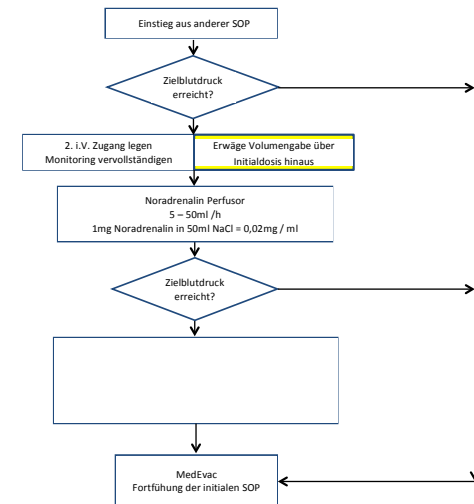 Einstieg aus anderer SOP
Zielblutdruck
erreicht?
2. i.V. Zugang legen
Monitoring vervollständigen
Erwäge Volumengabe über
Initialdosis hinaus
Noradrenalin Perfusor
5 – 50ml /h
1mg Noradrenalin in 50ml NaCl = 0,02mg / ml
Zielblutdruck
erreicht?
MedEvac
Fortfühung der initialen SOP